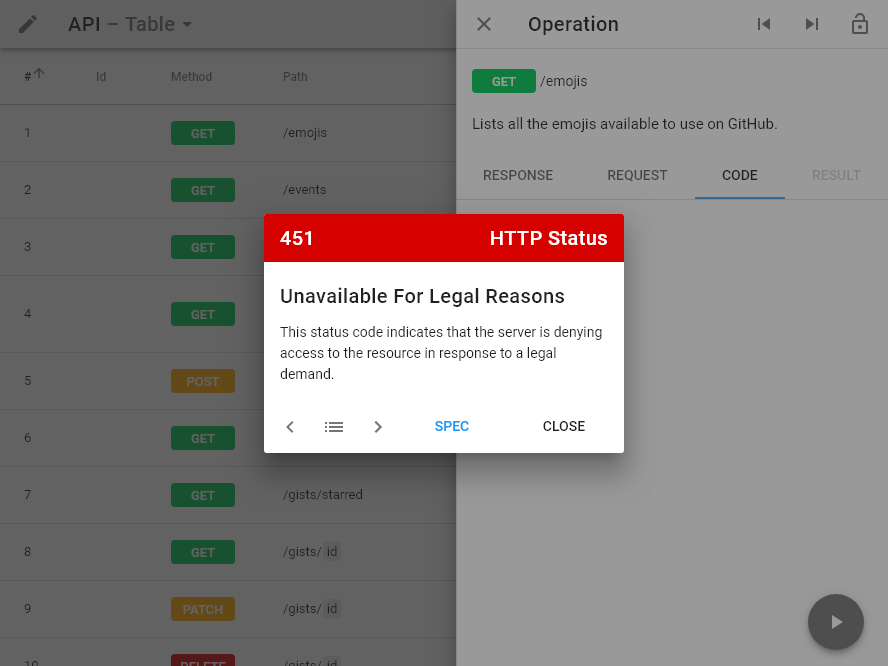 API – Table
Operation
# Id Method Path
GET /emojis
Lists all the emojis available to use on GitHub.
RESPONSE REQUEST CODE RESULT
1 GET /emojis
2 GET /events
3 GET
4 GET
5 POST
6 GET
7 GET /gists/starred
8 GET /gists/ id
9 PATCH /gists/ id
10 DELETE /gists/ id
451 HTTP Status
Unavailable For Legal Reasons
This status code indicates that the server is denying
access to the resource in response to a legal
demand.
SPEC CLOSE